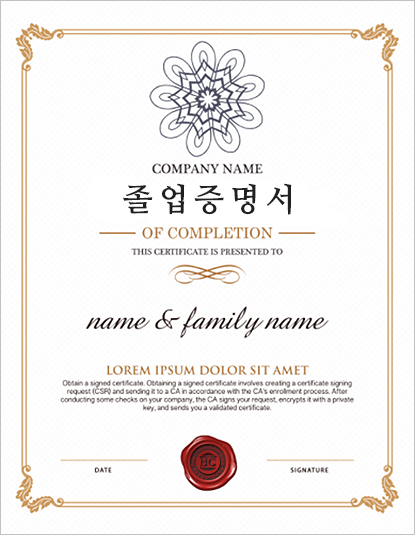 COMPANY NAME
졸업증명서
OF COMPLETION
THIS CERTIFICATE IS PRESENTED TO
name & family name
LOREM IPSUM DOLOR SIT AMET
Obtain a signed certificate. Obtaining a signed certificate involves creating a certificate signing
request (CSR) and sending it to a CA in accordance with the CA's enrollment process. After
conducting some checks on your company, the CA signs your request, encrypts it with a private
key, and sends you a validated certificate.
EG
DATE
SIGNATURE